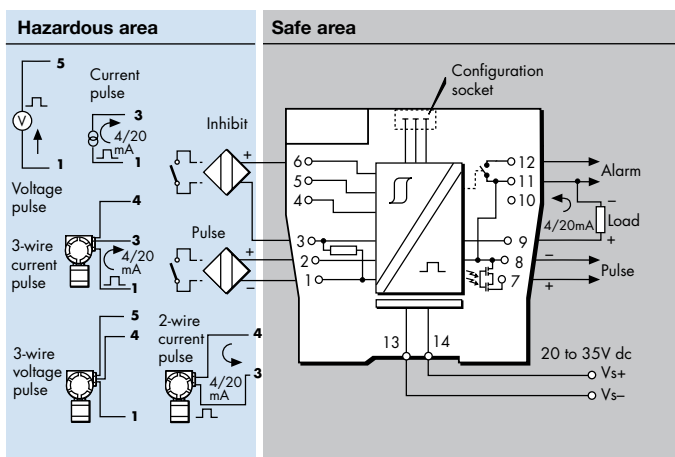 Hazardous area
Safe area
5
V
1
Voltage
pulse
Current
pulse
3
4/20
mA
1
Inhibit
+
Configuration
socket
6
5
4
3
2
1
12
11
10
9
8
7
Alarm
4/20mA
–
Load
+
–
Pulse
+
4
3-wire
current
pulse
3
4/20
mA
1
Pulse
+
–
5
4
3-wire
voltage
pulse
1
2-wire
current
pulse
4
3
4/20
mA
13
14
20 to 35V dc
Vs+
Vs–